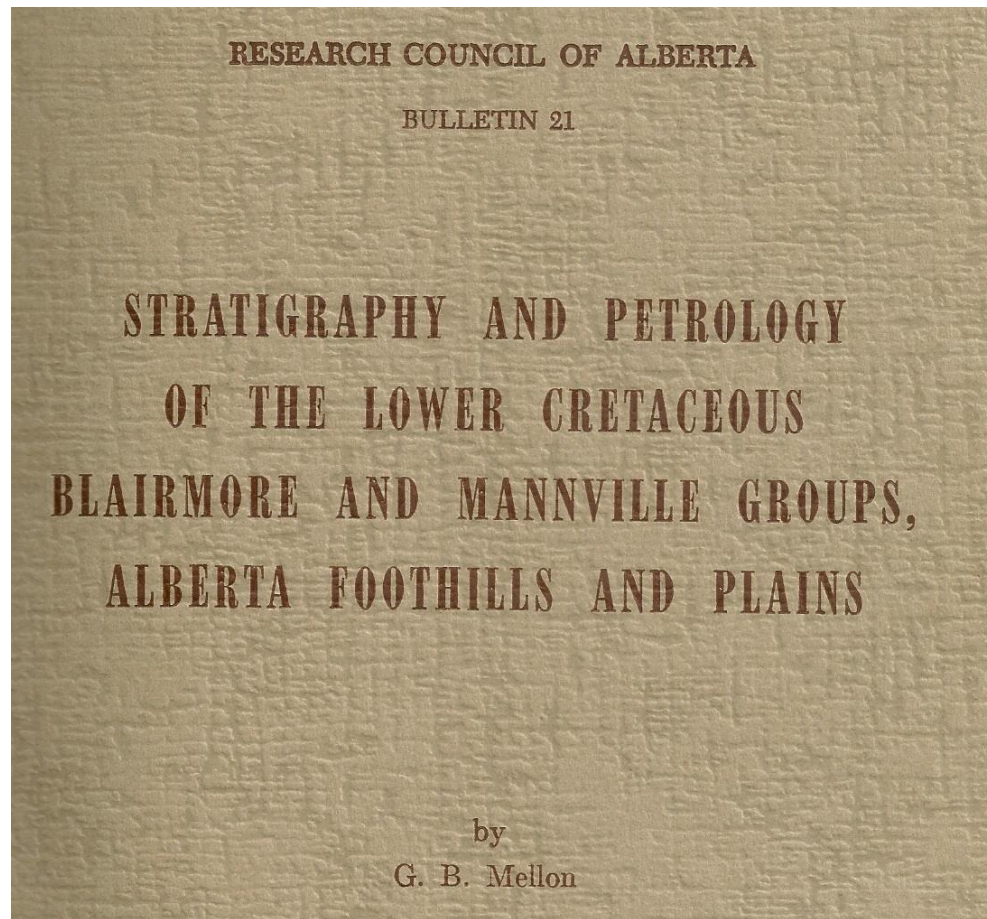 RESEARCH COUNCIL OF ALBERTA
BULLETIN 21
STRATIGRAPHY AND PETROLOGY
OF THE LOWER CRETACEOUS
BLAIRMORE AND MANNVILLE GROUPS,
ALBERTA FOOTHILLS AND PLAINS
by
G. B. Mellon